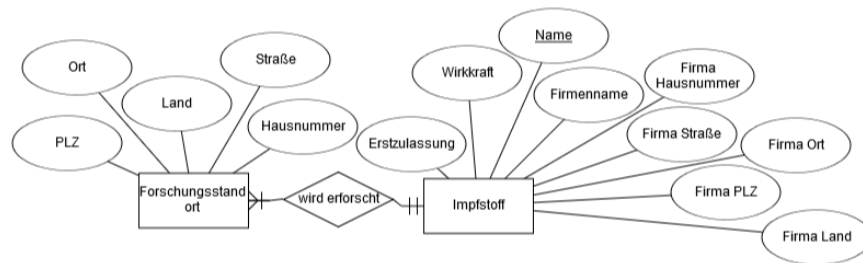 Name
Ort
Straße
Wirkkraft
Firma
Hausnummer
Land
Firmenname
PLZ
Hausnummer
Erstzulassung
Firma Straße
Firma Ort
Forschungsstand
ort
wird erforscht
Impfstoff
Firma PLZ
Firma Land